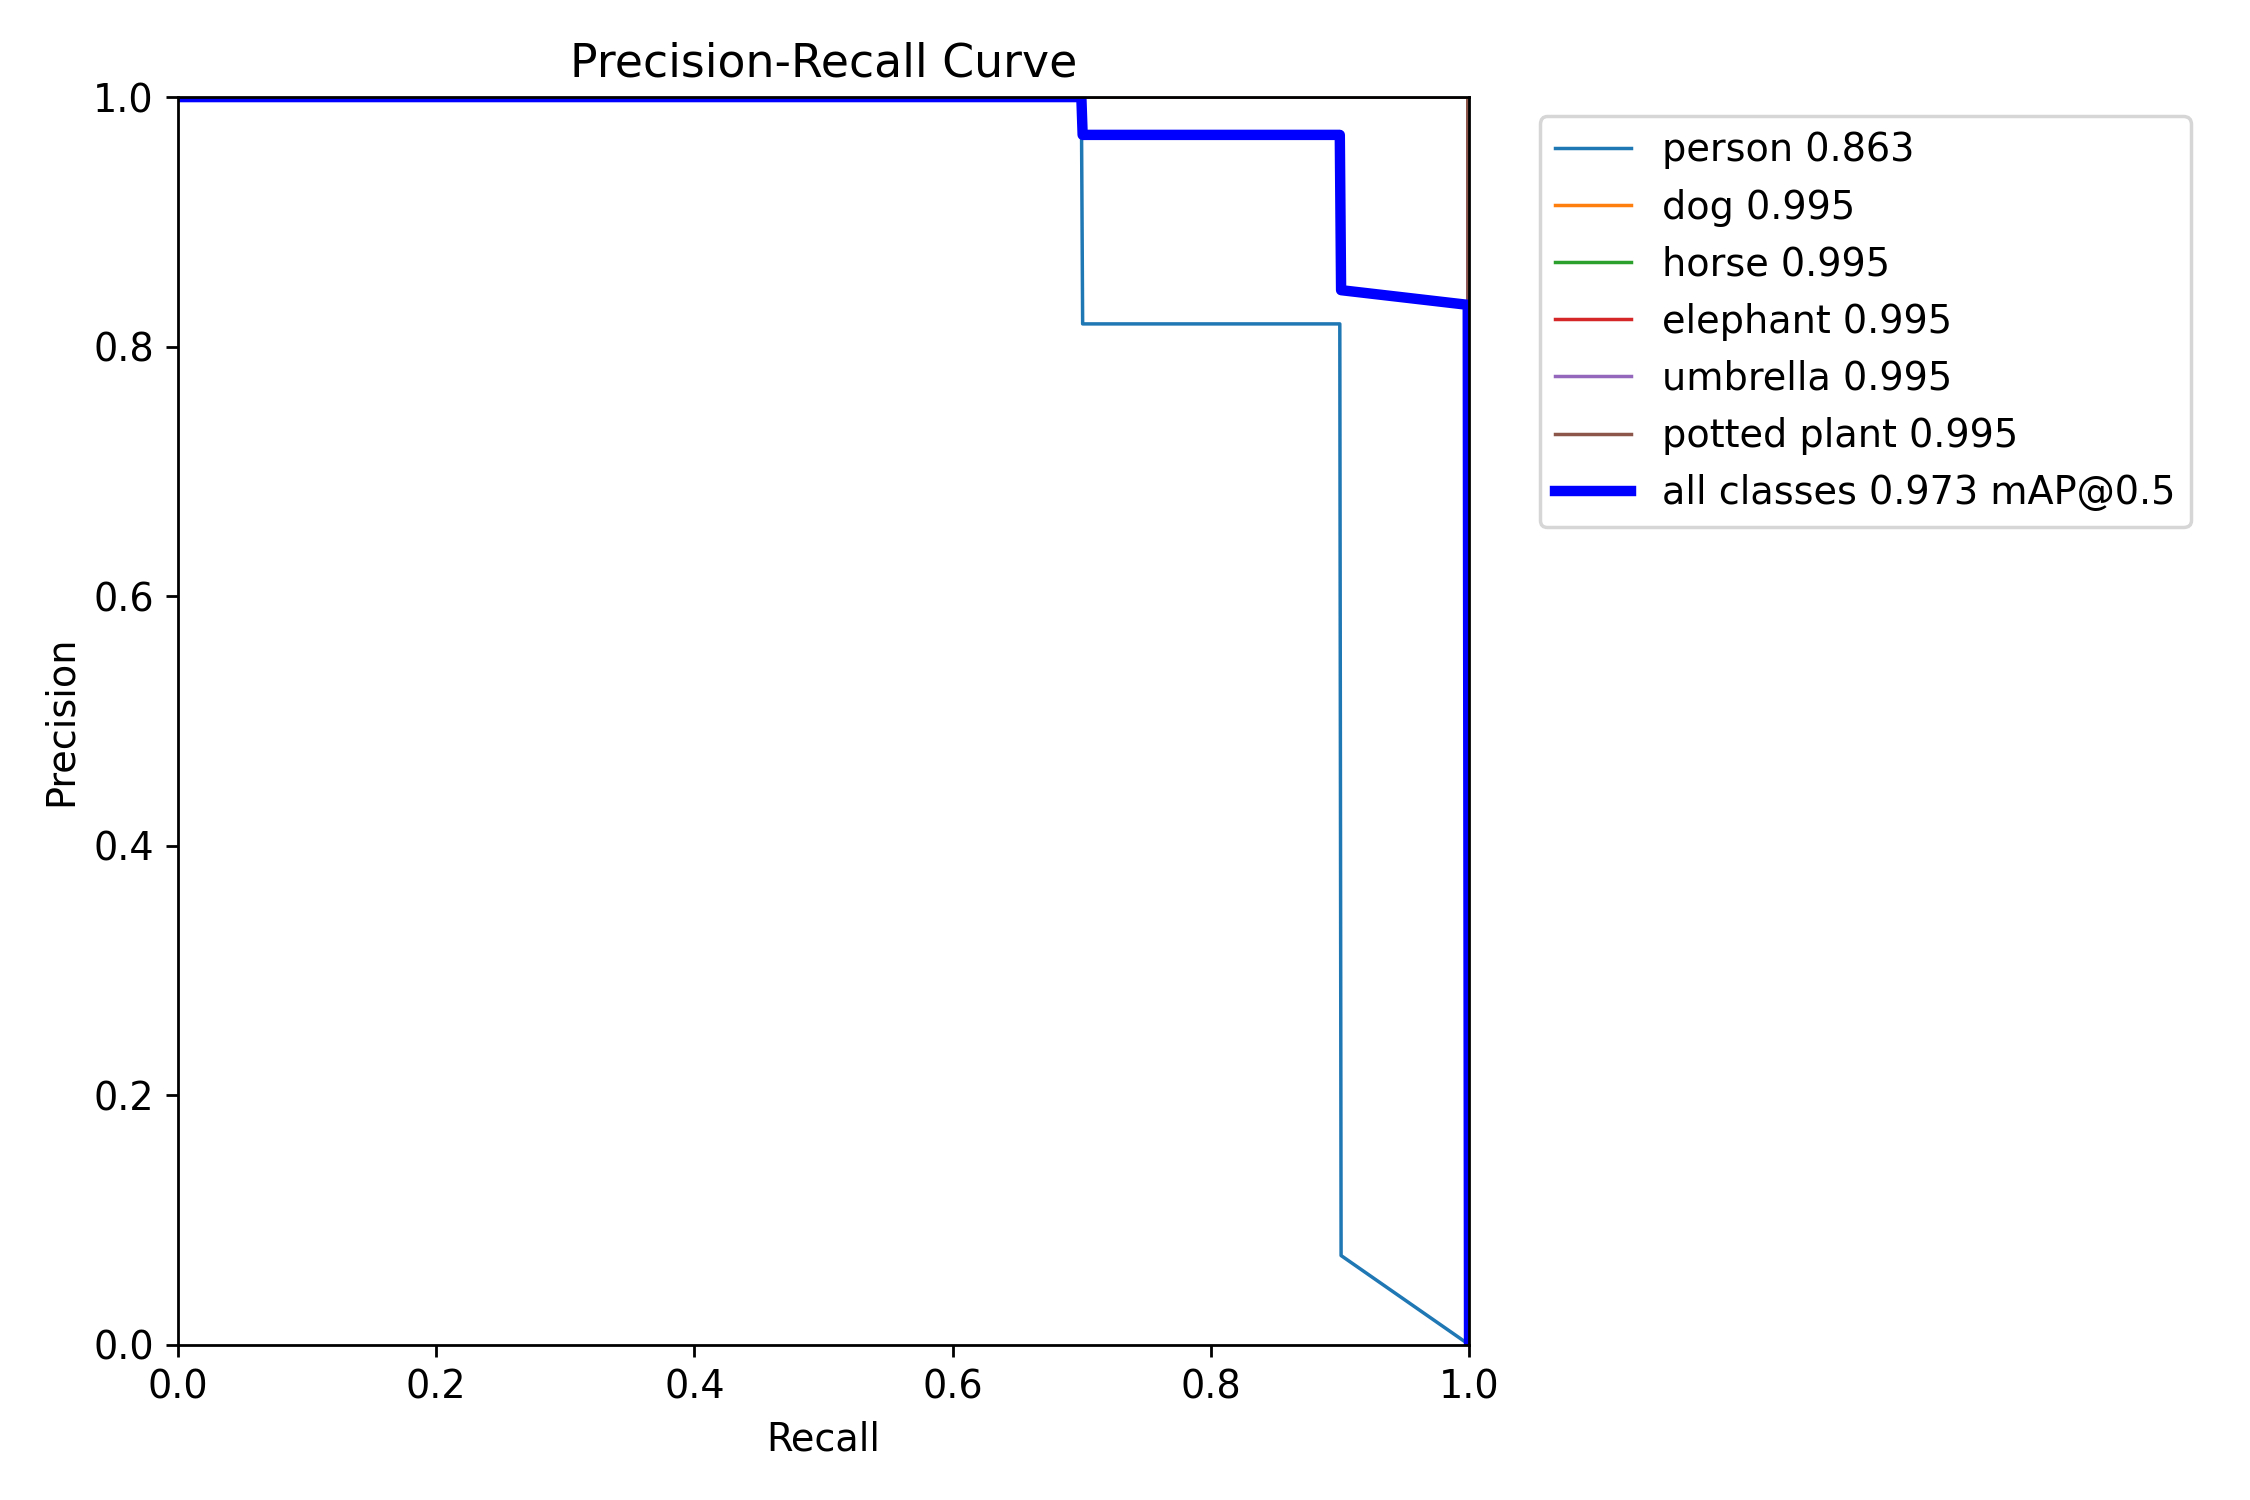 Precision-Recall Curve
1.0
0.8
0.6
0.4
0.2
0.0
Precision
0.0 0.2 0.4 0.6 0.8 1.0
Recall
person 0.863
dog 0.995
horse 0.995
elephant 0.995
umbrella 0.995
potted plant 0.995
all classes 0.973 mAP@0.5